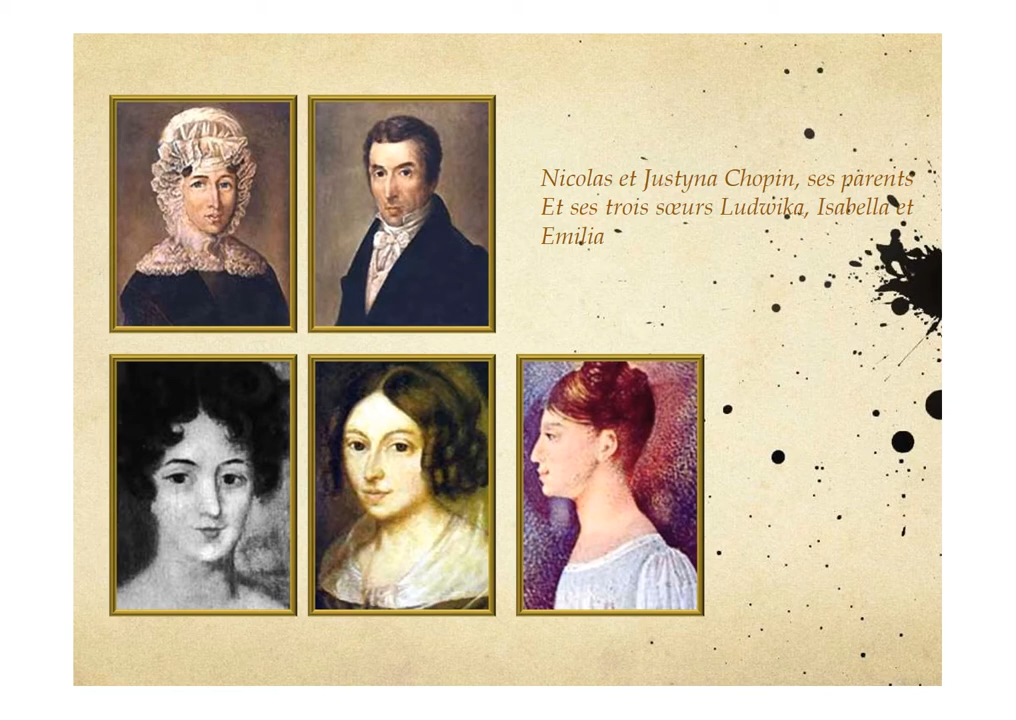 Nicolas et Justyna Chopin, ses parents
Et ses trois sœurs Ludwika, Isabella et
Emilia